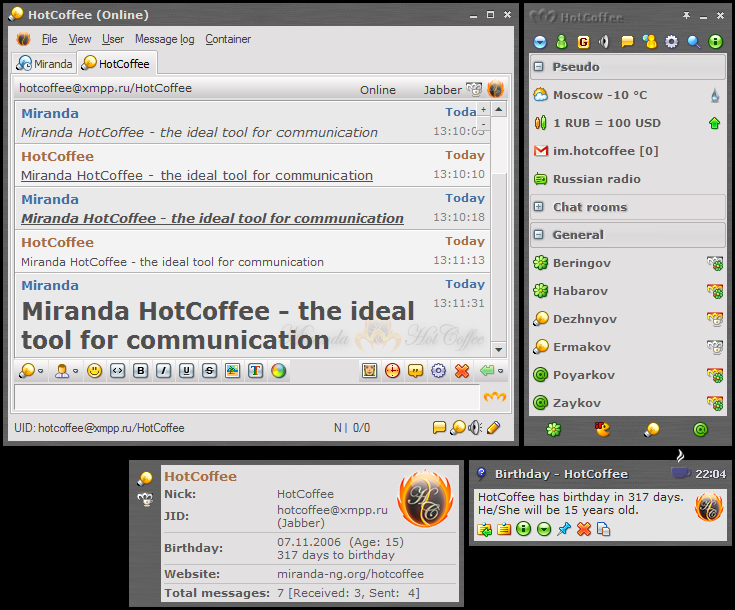 HotCoffee (Online)
File View User Message log Container
Miranda HotCoffee
hotcoffee@xmpp.ru/HotCoffee Online Jabber
Miranda Today
Miranda HotCoffee - the ideal tool for communication 13:10:03
HotCoffee Today
Miranda HotCoffee - the ideal tool for communication 13:10:10
Miranda Today
Miranda HotCoffee - the ideal tool for communication 13:10:18
HotCoffee Today
Miranda HotCoffee - the ideal tool for communication 13:11:13
Miranda Today
Miranda HotCoffee - the ideal 13:11:31
tool for communication
Miranda HotCoffee
UID: hotcoffee@xmpp.ru/HotCoffee N | 0/0
HotCoffee
Pseudo
Moscow -10 °C
1 RUB = 100 USD
im.hotcoffee [0]
Russian radio
Chat rooms
General
Beringov
Habarov
Dezhnyov
Ermakov
Poyarkov
Zaykov
HotCoffee
Nick: HotCoffee
JID: hotcoffee@xmpp.ru
(Jabber)
Birthday: 07.11.2006 (Age: 15)
317 days to birthday
Website: miranda-ng.org/hotcoffee
Total messages: 7 [Received: 3, Sent: 4]
HC
Birthday - HotCoffee 22:04
HotCoffee has birthday in 317 days.
He/She will be 15 years old.
HC